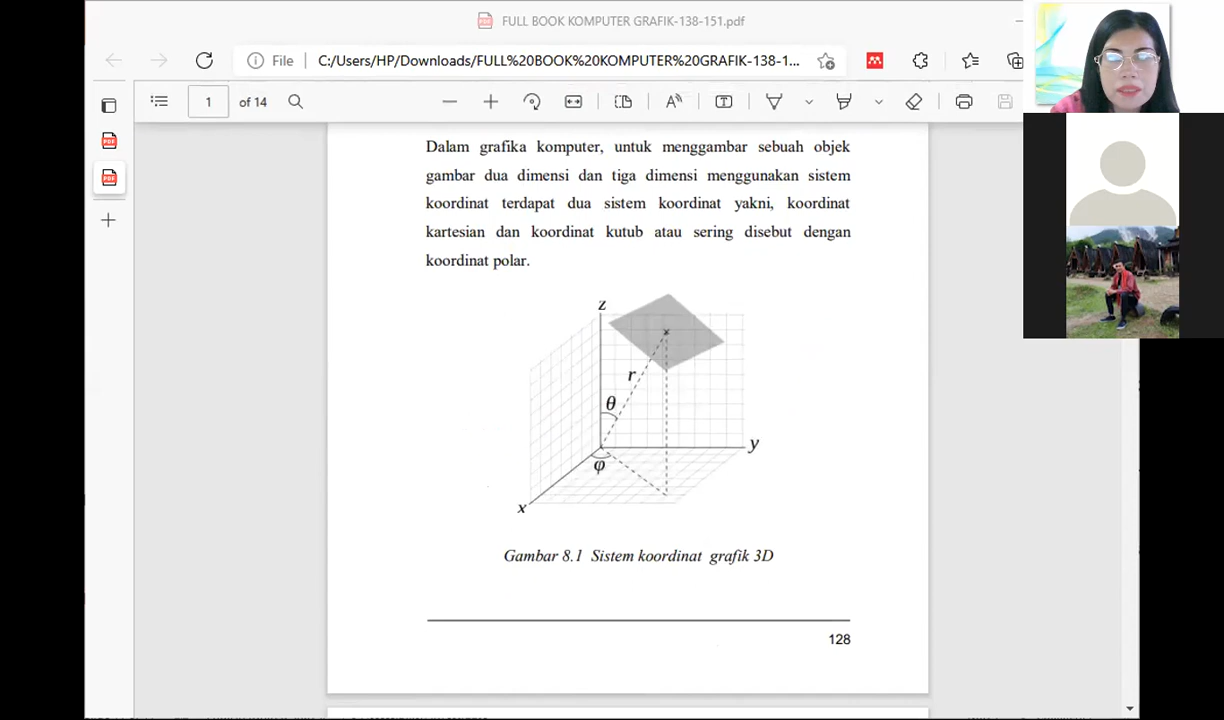 FULL BOOK KOMPUTER GRAFIK-138-151.pdf
File C:/Users/HP/Downloads/FULL%20BOOK%20KOMPUTER%20GRAFIK-138-1...
1 of 14
Dalam grafika komputer, untuk menggambar sebuah objek
gambar dua dimensi dan tiga dimensi menggunakan sistem
koordinat terdapat dua sistem koordinat yakni, koordinat
kartesian dan koordinat kutub atau sering disebut dengan
koordinat polar.
z
r
θ
y
φ
x
Gambar 8.1 Sistem koordinat grafik 3D
128